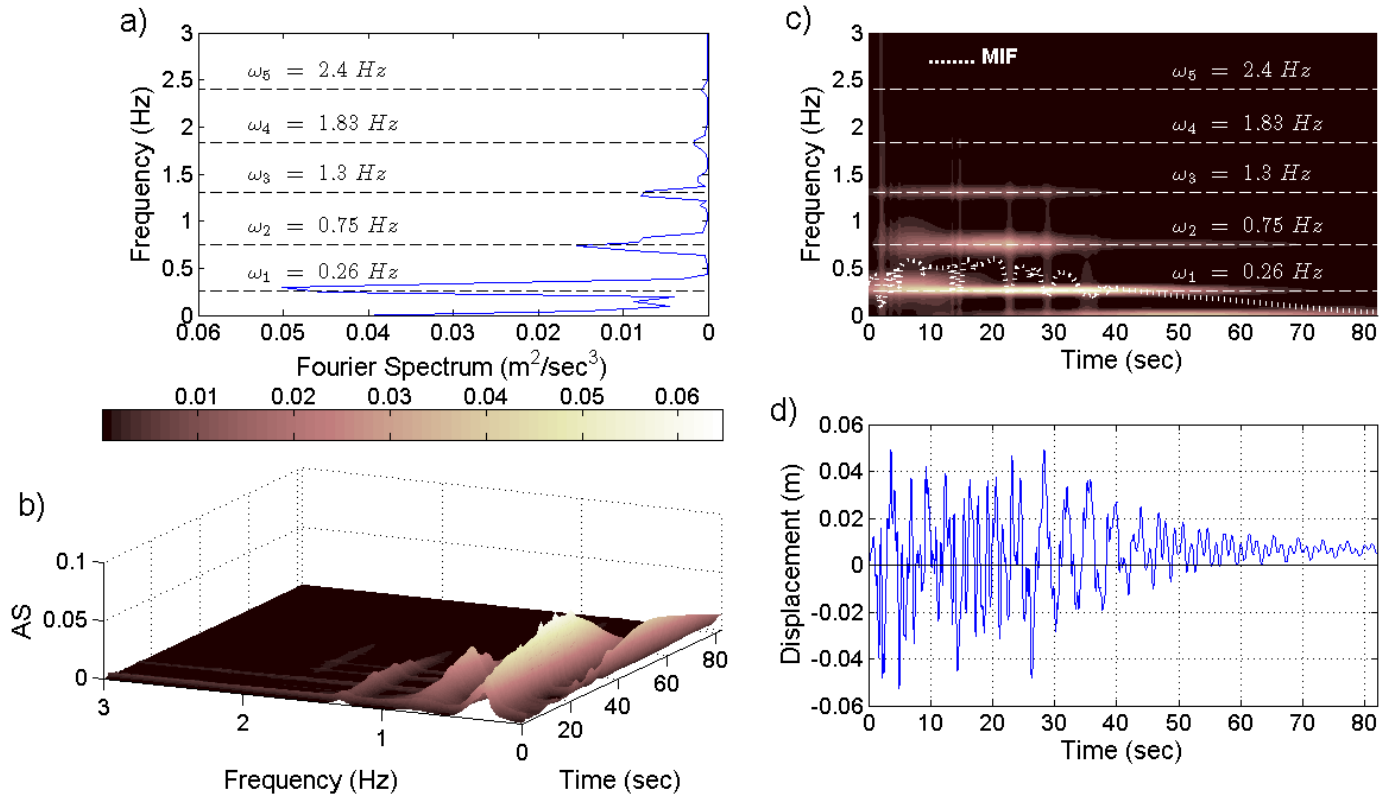 a)
3
2.5
2
1.5
1
0.5
0
Frequency (Hz)
ω5 = 2.4 Hz
ω4 = 1.83 Hz
ω3 = 1.3 Hz
ω2 = 0.75 Hz
ω1 = 0.26 Hz
0.06 0.05 0.04 0.03 0.02 0.01 0
Fourier Spectrum (m²/sec³)
0.01 0.02 0.03 0.04 0.05 0.06
b)
0.1
0.05
0
AS
3 2 1 0
Frequency (Hz)
20 40 60 80
Time (sec)
c)
3
2.5
2
1.5
1
0.5
0
Frequency (Hz)
MIF
ω5 = 2.4 Hz
ω4 = 1.83 Hz
ω3 = 1.3 Hz
ω2 = 0.75 Hz
ω1 = 0.26 Hz
0 10 20 30 40 50 60 70 80
Time (sec)
d)
0.06
0.04
0.02
0
-0.02
-0.04
-0.06
Displacement (m)
0 10 20 30 40 50 60 70 80
Time (sec)